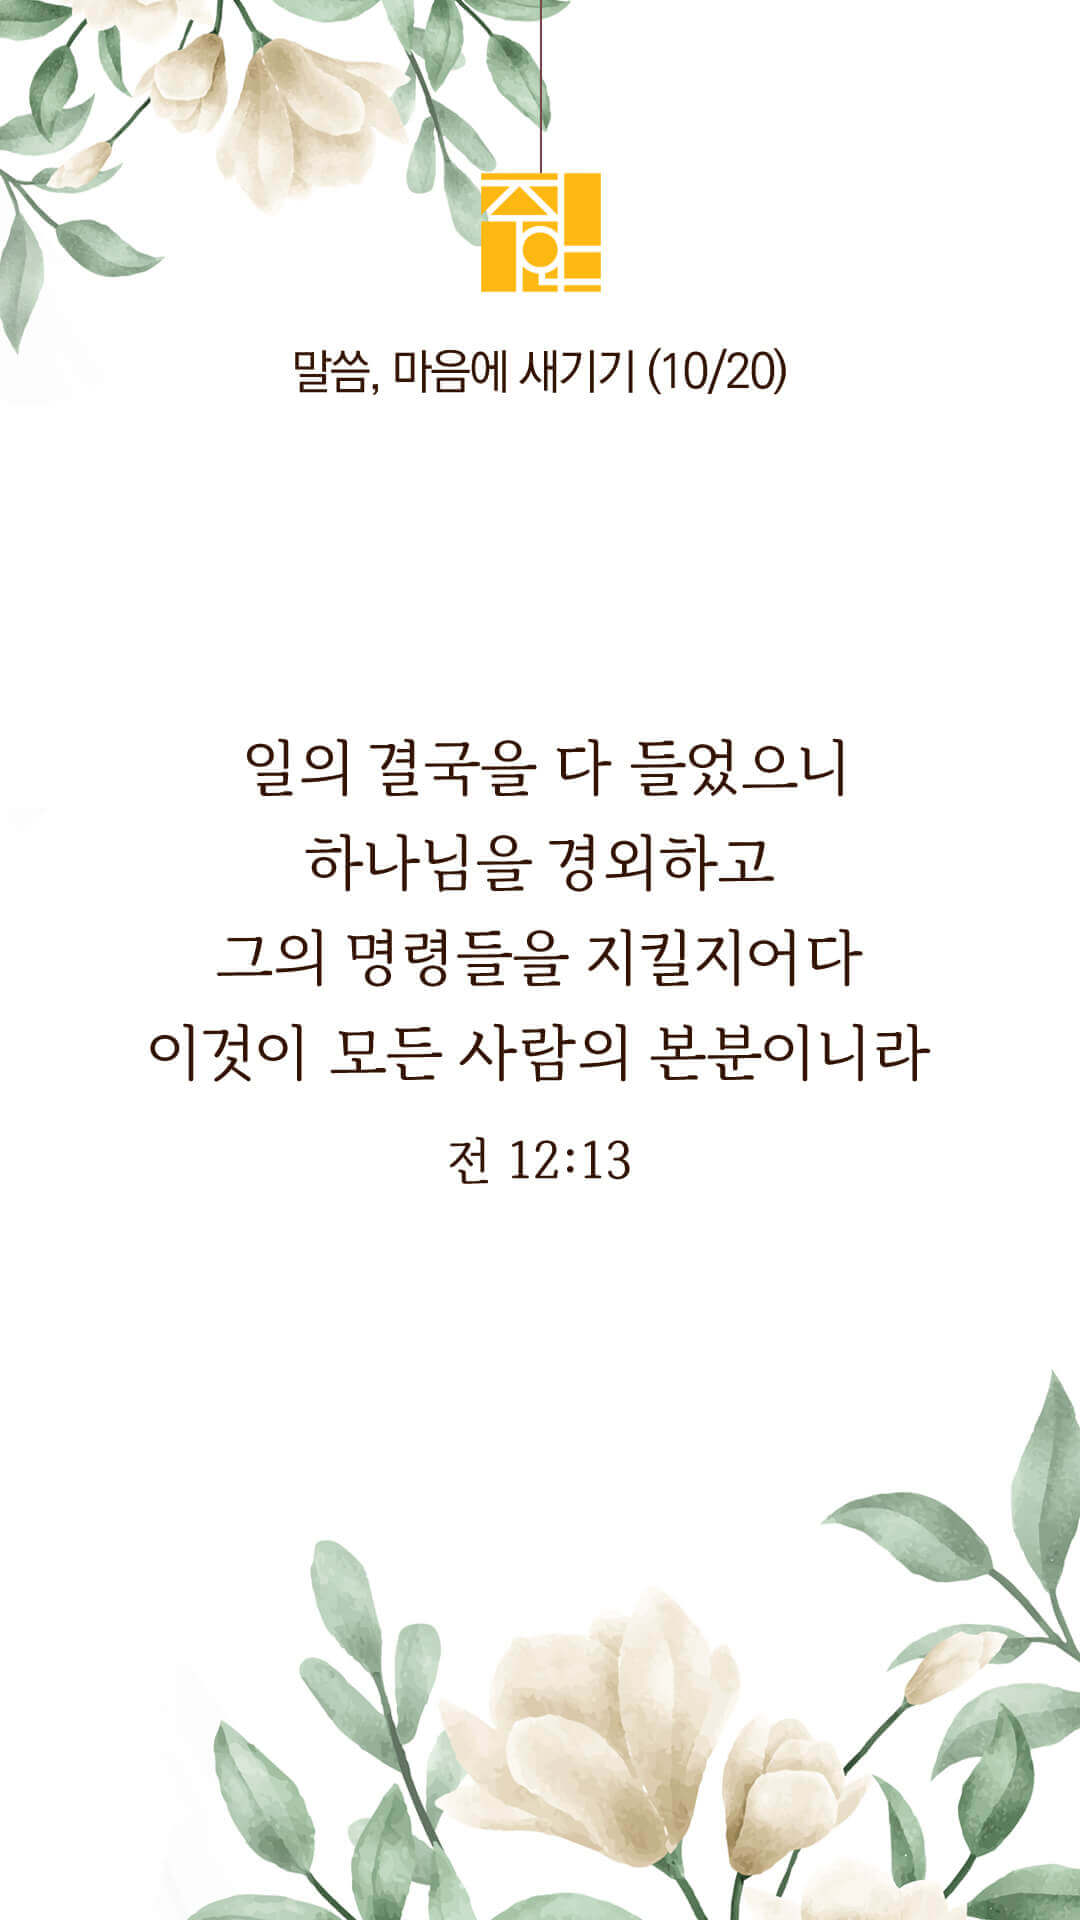 주인
말씀, 마음에 새기기 (10/20)
일의 결국을 다 들었으니
하나님을 경외하고
그의 명령들을 지킬지어다
이것이 모든 사람의 본분이니라
전 12:13